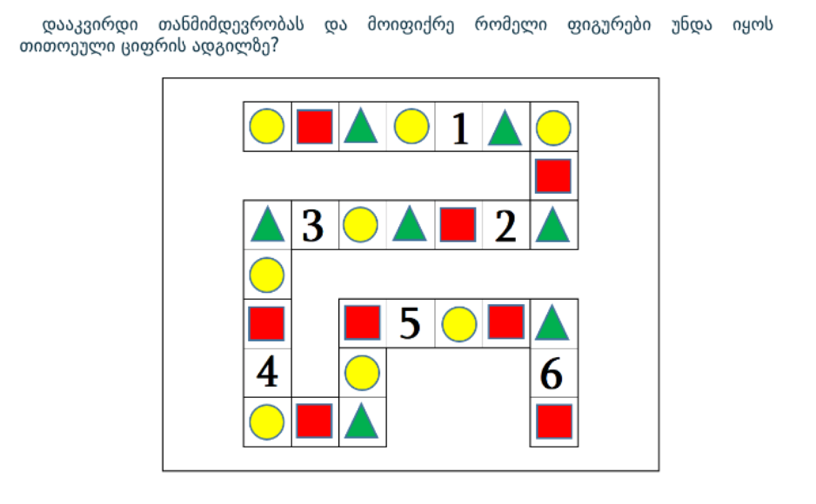 დააკვირდი თანმიმდევრობას და მოიფიქრე რომელი ფიგურები უნდა იყოს
თითოეული ციფრის ადგილზე?
1
3 2
5
4 6